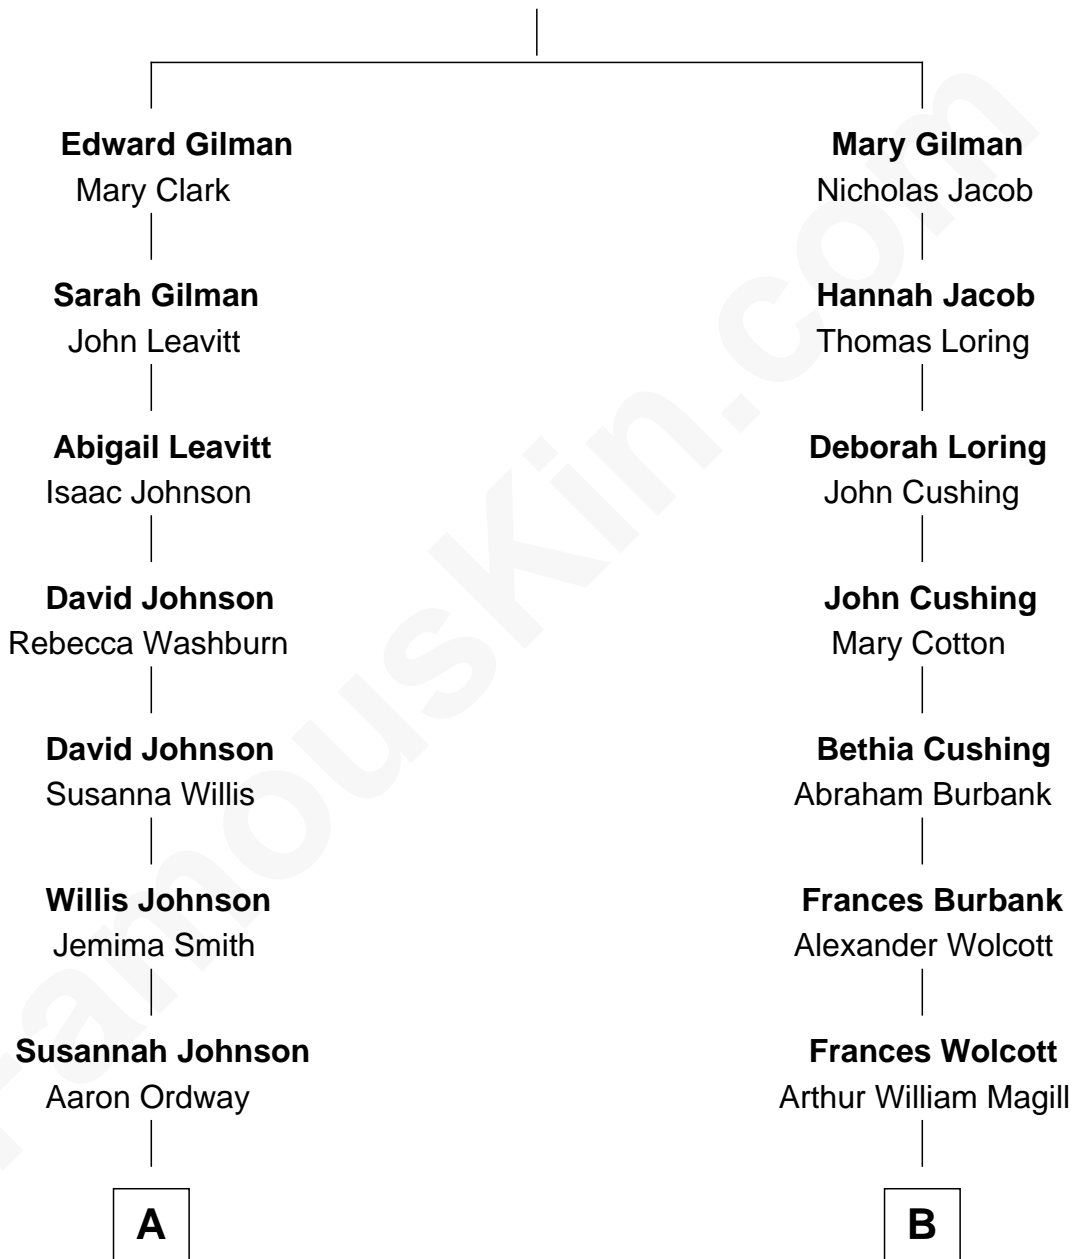 Edward Gilman
Mary Clark
Sarah Gilman
John Leavitt
Abigail Leavitt
Isaac Johnson
David Johnson
Rebecca Washburn
David Johnson
Susanna Willis
Willis Johnson
Jemima Smith
Susannah Johnson
Aaron Ordway
A
Mary Gilman
Nicholas Jacob
Hannah Jacob
Thomas Loring
Deborah Loring
John Cushing
John Cushing
Mary Cotton
Bethia Cushing
Abraham Burbank
Frances Burbank
Alexander Wolcott
Frances Wolcott
Arthur William Magill
B
FamousKin.com